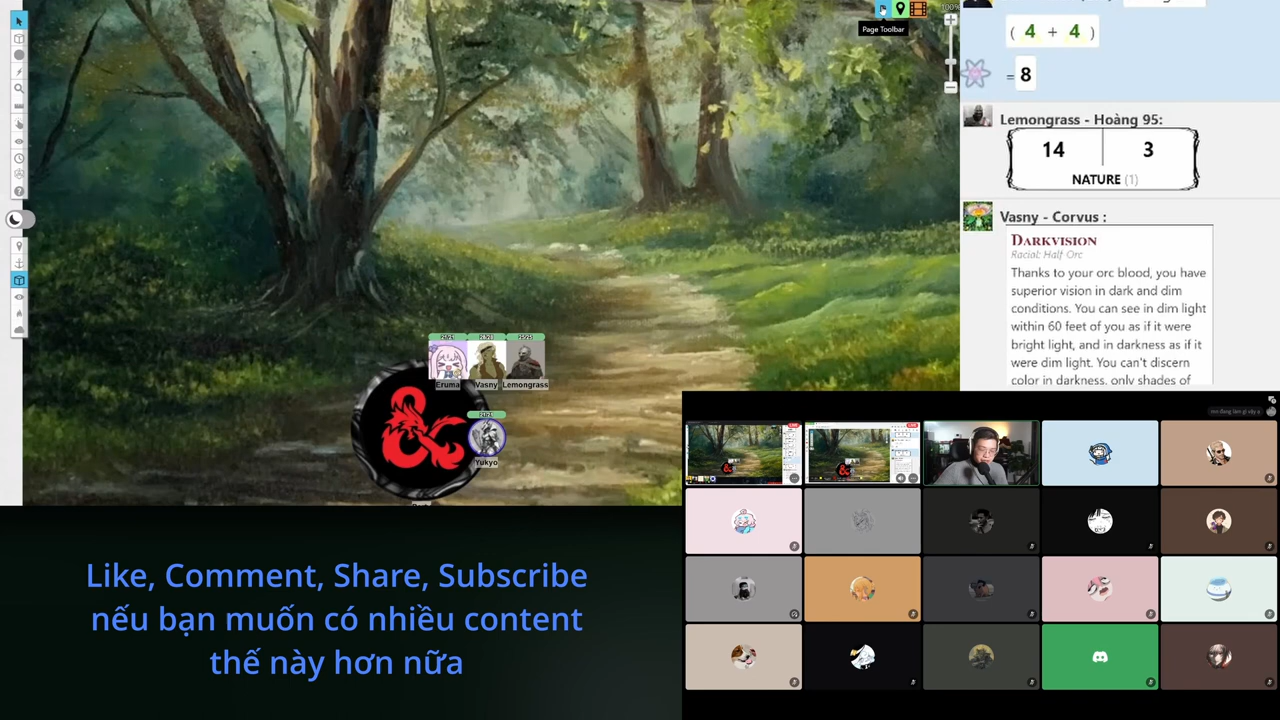 100%
Page Toolbar
( 4 + 4 )
= 8
Lemongrass - Hoàng 95:
14 3
NATURE (1)
Vasny - Corvus :
DARKVISION
Racial: Half Orc
Thanks to your orc blood, you have
superior vision in dark and dim
conditions. You can see in dim light
within 60 feet of you as if it were
bright light, and in darkness as if it
were dim light. You can't discern
color in darkness, only shades of
Eruma Vasny Lemongrass
Yukyo
Like, Comment, Share, Subscribe
nếu bạn muốn có nhiều content
thế này hơn nữa